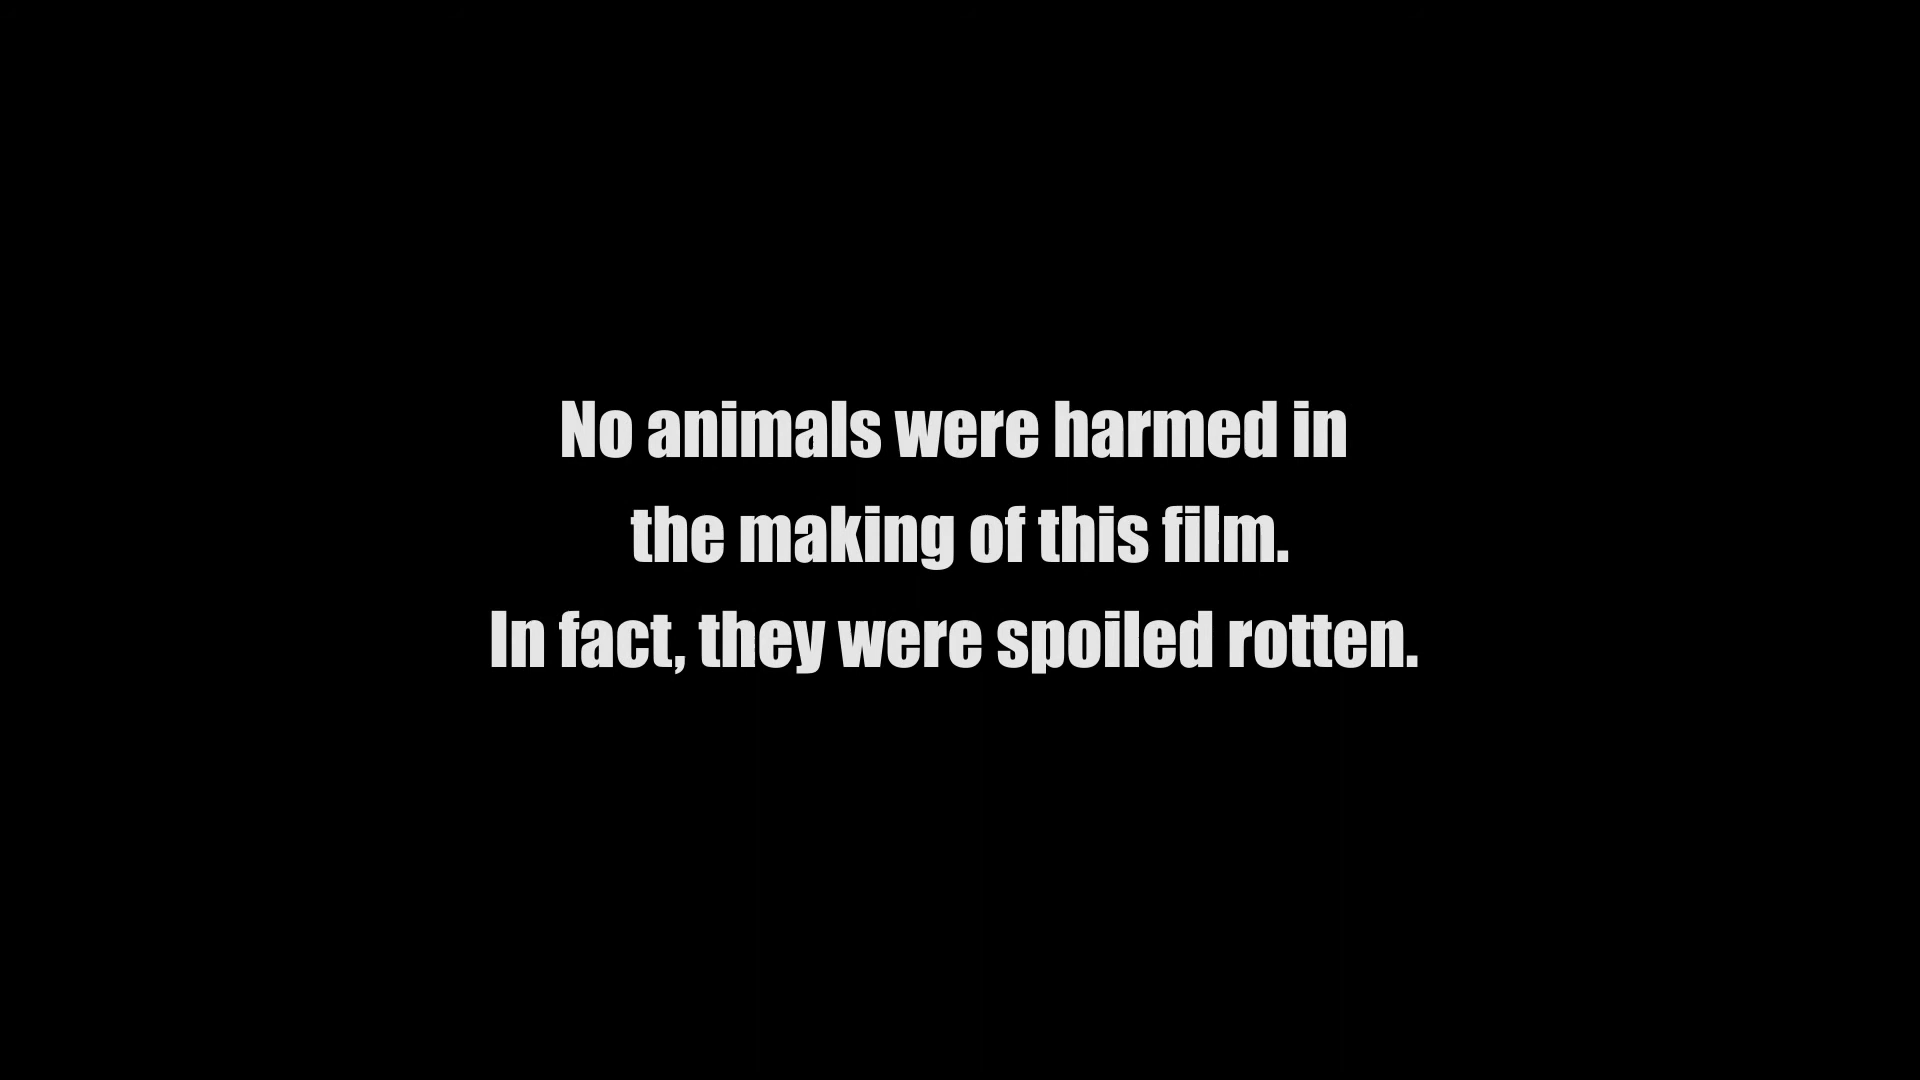 No animals were harmed in
the making of this film.
In fact, they were spoiled rotten.